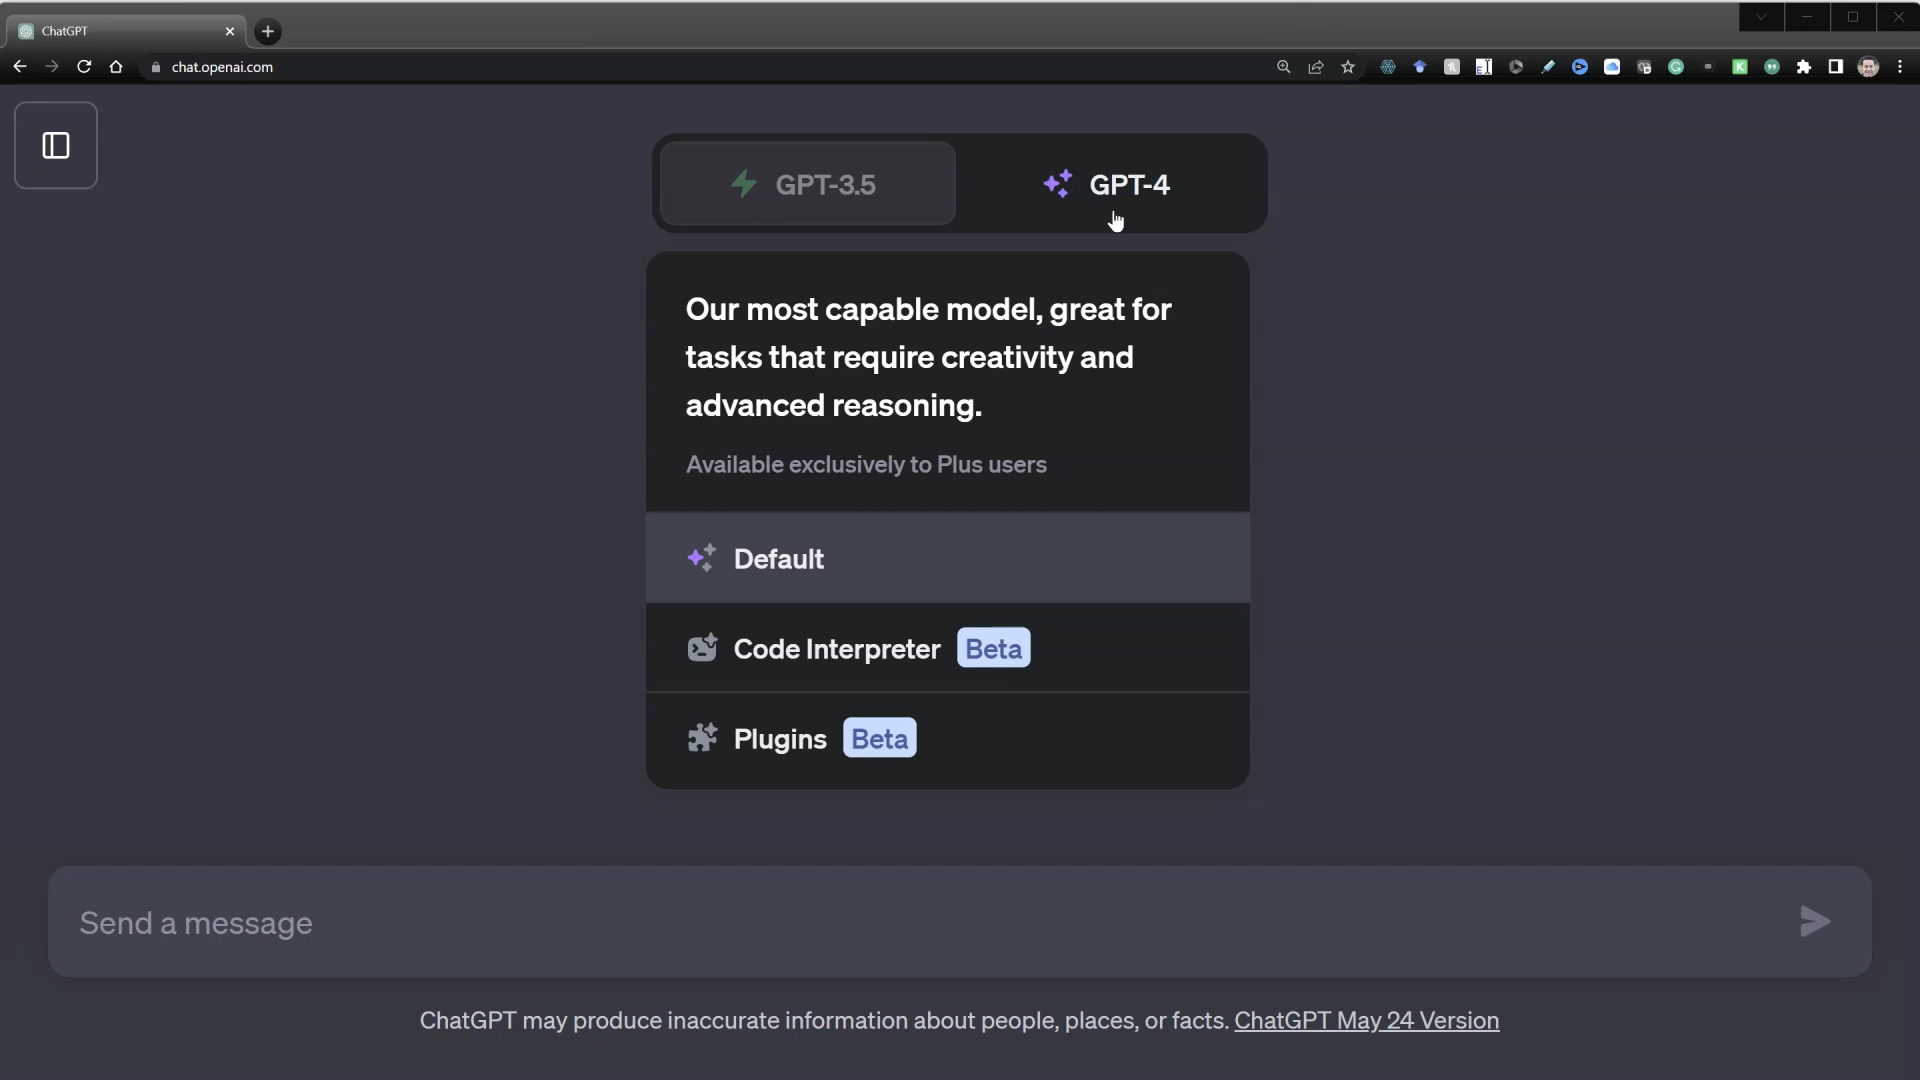 ChatGPT
chat.openai.com
GPT-3.5
GPT-4
Our most capable model, great for
tasks that require creativity and
advanced reasoning.
Available exclusively to Plus users
Default
Code Interpreter Beta
Plugins Beta
Send a message
ChatGPT may produce inaccurate information about people, places, or facts. ChatGPT May 24 Version